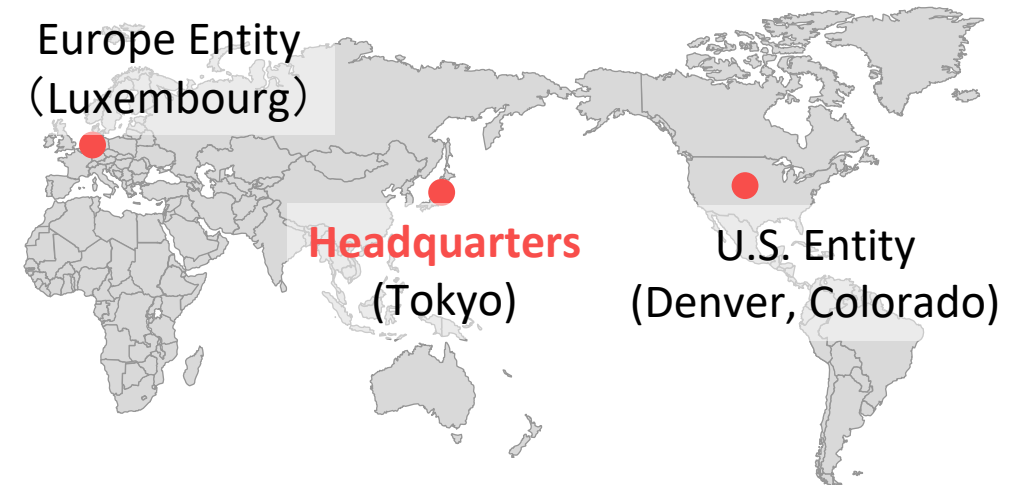 Europe Entity
（Luxembourg）
Headquarters
(Tokyo)
U.S. Entity
(Denver, Colorado)